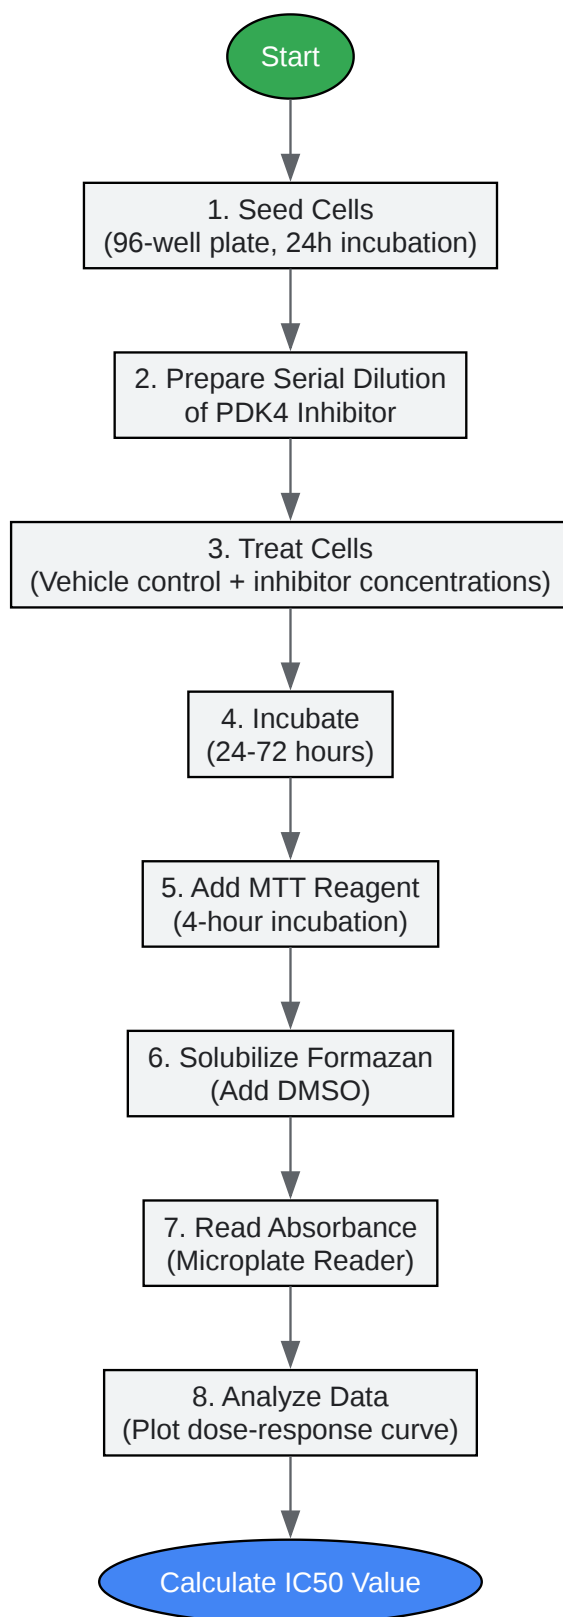 Start
1. Seed Cells
(96-well plate, 24h incubation)
2. Prepare Serial Dilution
of PDK4 Inhibitor
3. Treat Cells
(Vehicle control + inhibitor concentrations)
4. Incubate
(24-72 hours)
5. Add MTT Reagent
(4-hour incubation)
6. Solubilize Formazan
(Add DMSO)
7. Read Absorbance
(Microplate Reader)
8. Analyze Data
(Plot dose-response curve)
Calculate IC50 Value